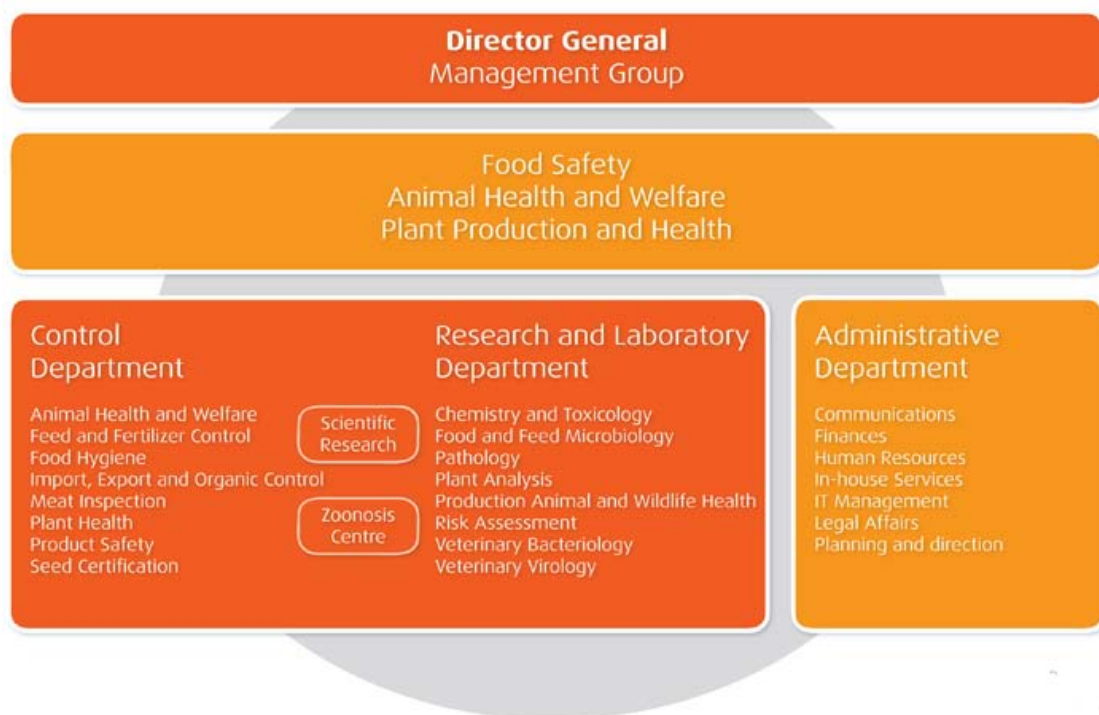 Director General
Management Group
Food Safety
Animal Health and Welfare
Plant Production and Health
Control
Department
Animal Health and Welfare
Feed and Fertilizer Control
Food Hygiene
Import, Export and Organic Control
Meat Inspection
Plant Health
Product Safety
Seed Certification
Scientific
Research
Zoonosis
Centre
Research and Laboratory
Department
Chemistry and Toxicology
Food and Feed Microbiology
Pathology
Plant Analysis
Production Animal and Wildlife Health
Risk Assessment
Veterinary Bacteriology
Veterinary Virology
Administrative
Department
Communications
Finances
Human Resources
In-house Services
IT Management
Legal Affairs
Planning and direction